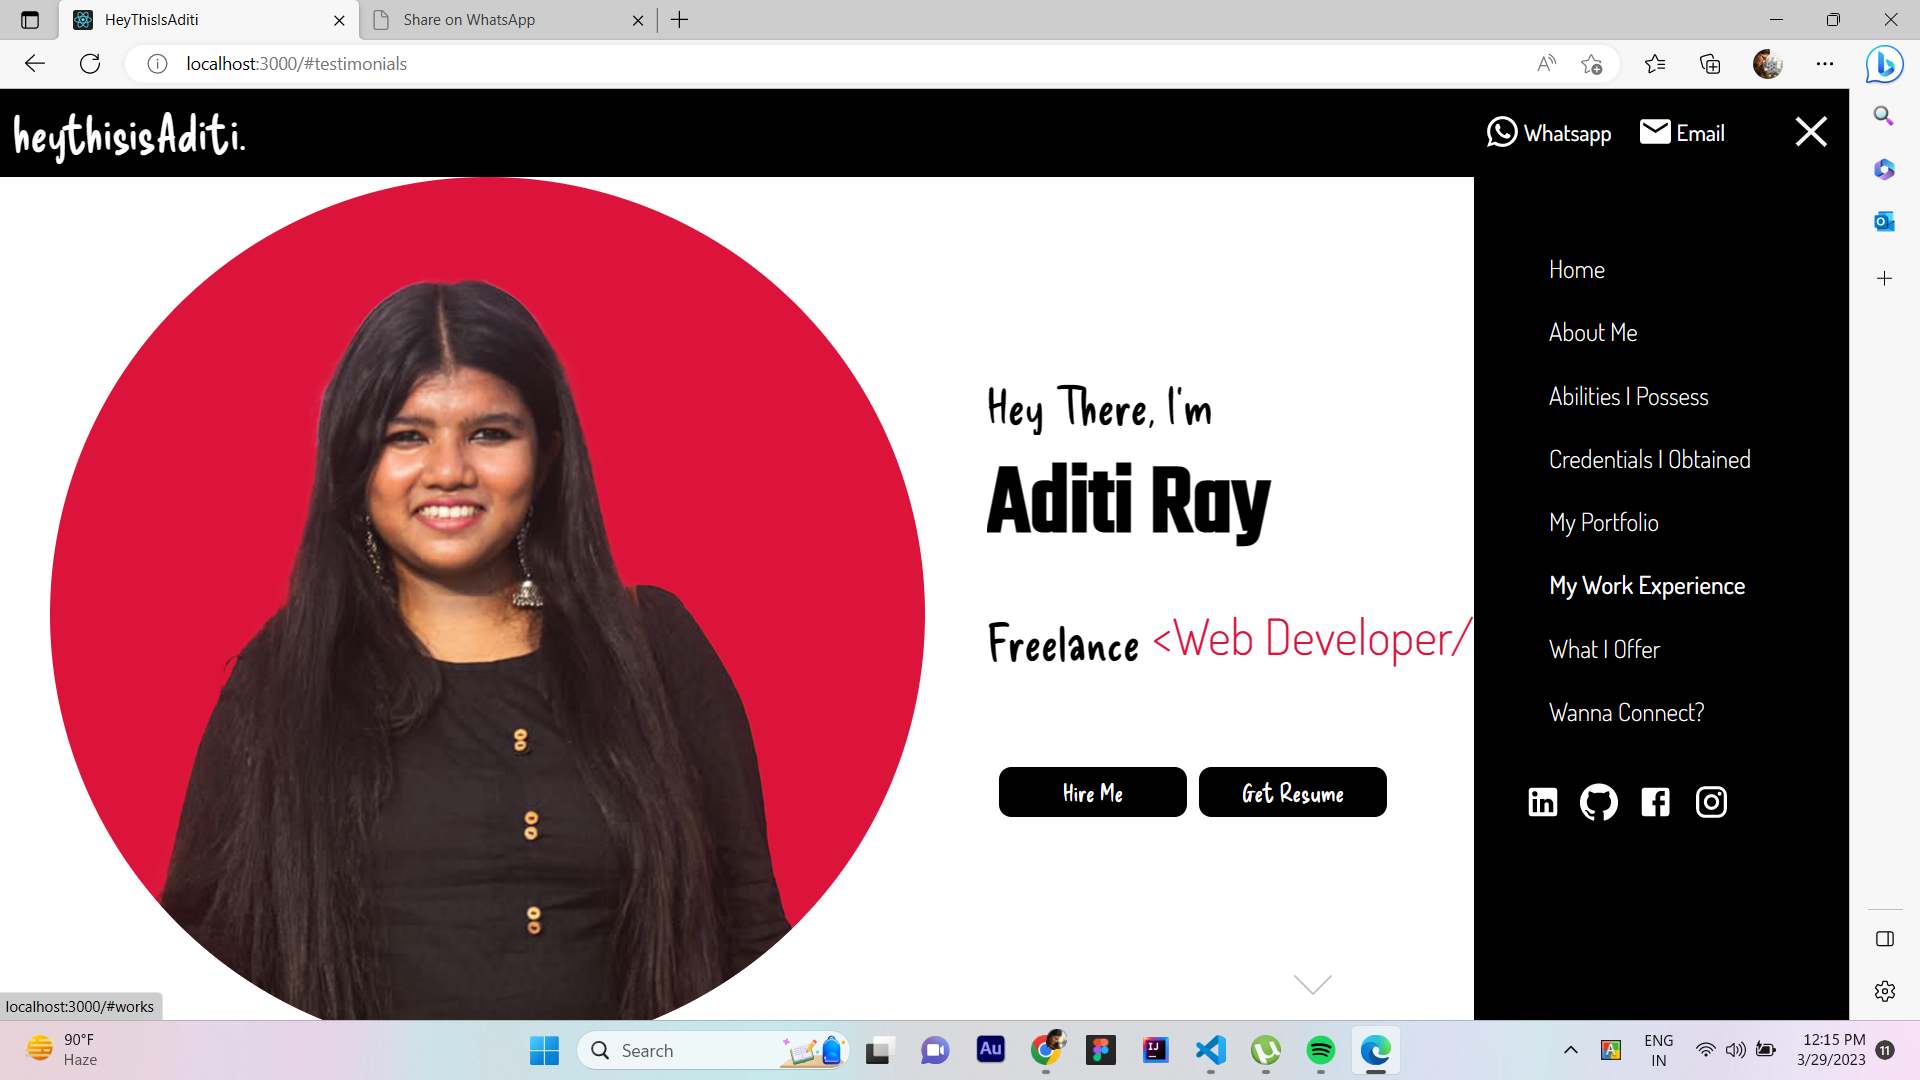 HeyThisIsAditi
Share on WhatsApp
localhost:3000/#testimonials
heythisisAditi.
Whatsapp
Email
Home
About Me
Abilities I Possess
Credentials I Obtained
My Portfolio
My Work Experience
What I Offer
Wanna Connect?
Hey There, I'm
Aditi Ray
Freelance <Web Developer/
Hire Me
Get Resume
localhost:3000/#works
90°F
Haze
Search
Au
IJ
ENG
IN
12:15 PM
3/29/2023
11